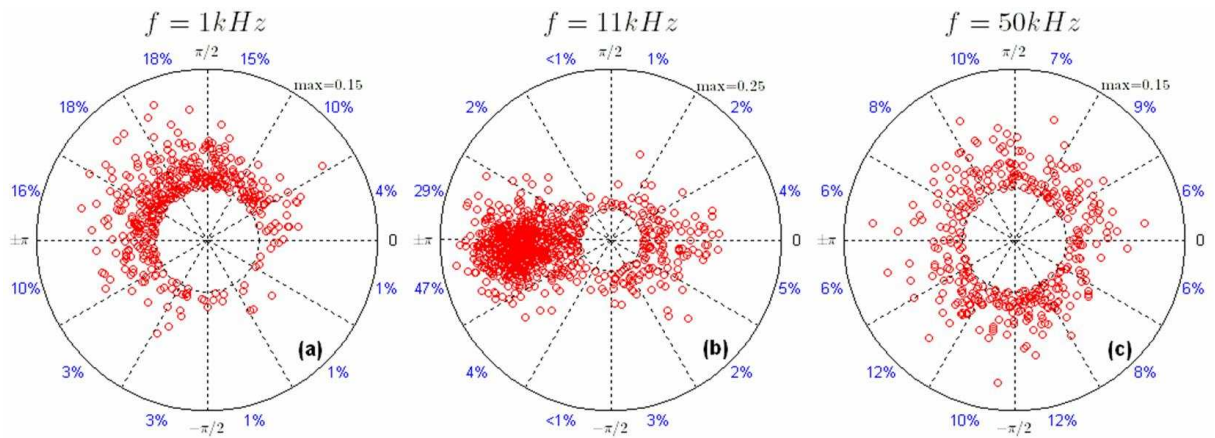 f = 1kHz
π/2
18% 15%
max=0.15
18% 10%
16% 4%
±π 0
10% 1%
(a)
3% 1%
3% 1%
−π/2
f = 11kHz
π/2
<1% 1%
max=0.25
2% 2%
29% 4%
±π 0
47% 5%
(b)
4% 2%
<1% 3%
−π/2
f = 50kHz
π/2
10% 7%
max=0.15
8% 9%
6% 6%
±π 0
6% 6%
(c)
12% 8%
10% 12%
−π/2